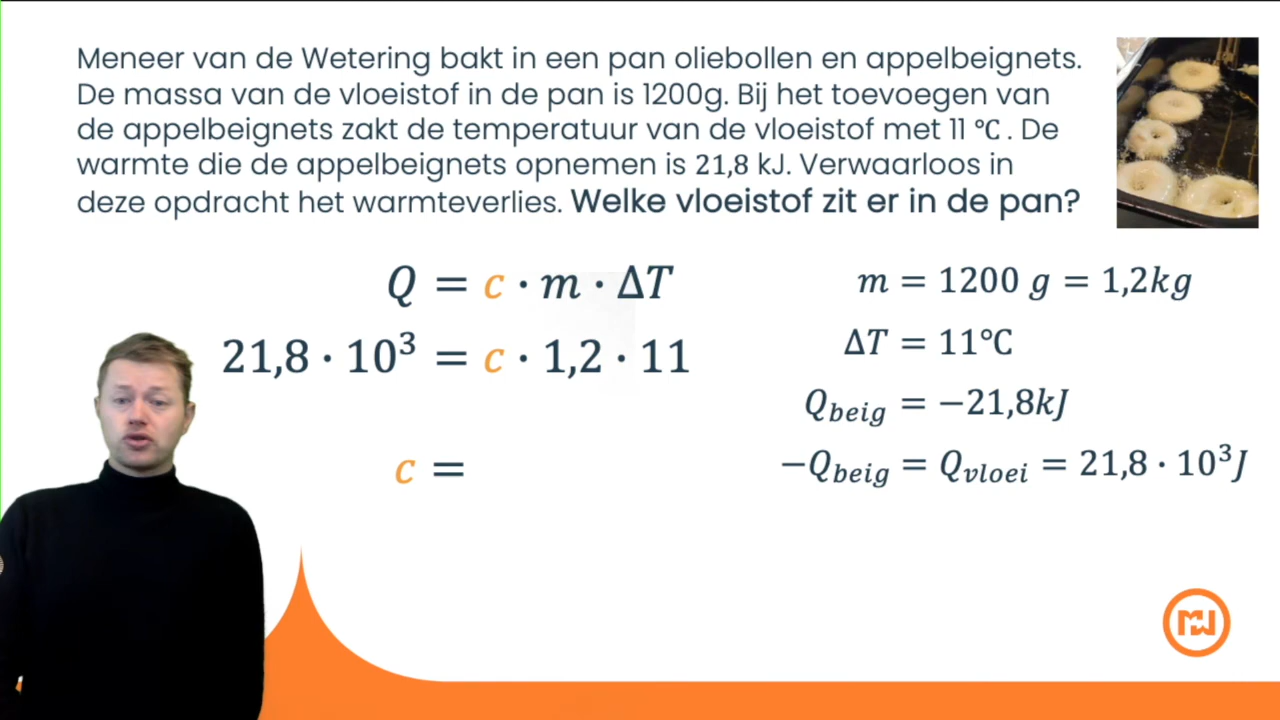 Meneer van de Wetering bakt in een pan oliebollen en appelbeignets.
De massa van de vloeistof in de pan is 1200g. Bij het toevoegen van
de appelbeignets zakt de temperatuur van de vloeistof met 11 °C. De
warmte die de appelbeignets opnemen is 21,8 kJ. Verwaarloos in
deze opdracht het warmteverlies. Welke vloeistof zit er in de pan?
Q = c · m · ΔT
21,8 · 10³ = c · 1,2 · 11
c =
m = 1200 g = 1,2kg
ΔT = 11°C
Q_beig = −21,8kJ
−Q_beig = Q_vloei = 21,8 · 10³J